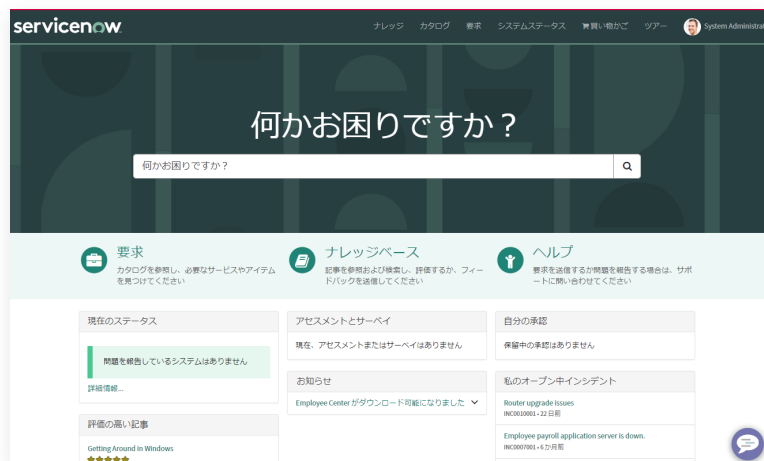 servicenow
ナレッジ カタログ 要求 システムステータス 買い物かご ツアー System Administrat
何かお困りですか？
何かお困りですか？
要求
カタログを参照し、必要なサービスやアイテム
を見つけてください
ナレッジベース
記事を参照および検索し、評価するか、フィー
ドバックを送信してください
ヘルプ
要求を送信するか問題を報告する場合は、サポ
ートに問い合わせてください
現在のステータス
問題を報告しているシステムはありません
詳細情報...
評価の高い記事
Getting Around in Windows
アセスメントとサーベイ
現在、アセスメントまたはサーベイはありません
お知らせ
Employee Center がダウンロード可能になりました
自分の承認
保留中の承認はありません
私のオープン中インシデント
Router upgrade issues
INC0010001 • 22 日前
Employee payroll application server is down.
INC0007001 • 6 か月前